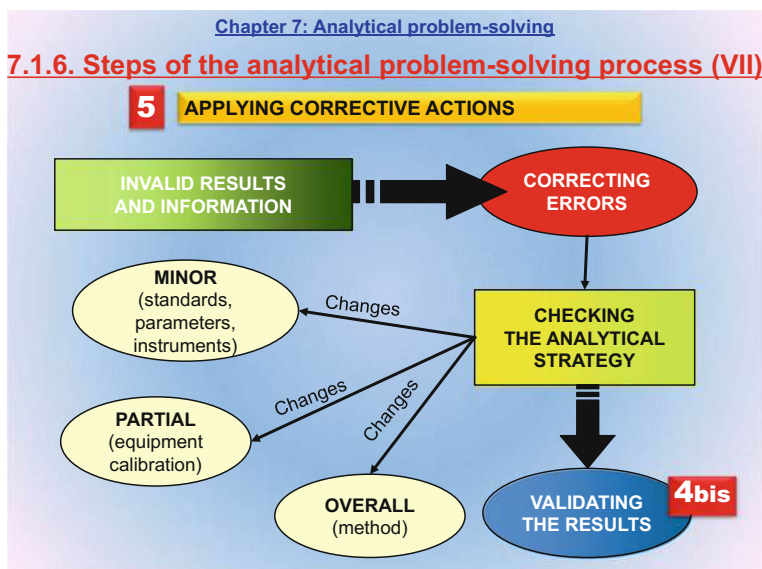 Chapter 7: Analytical problem-solving
7.1.6. Steps of the analytical problem-solving process (VII)
5 APPLYING CORRECTIVE ACTIONS
INVALID RESULTS
AND INFORMATION
CORRECTING
ERRORS
MINOR
(standards,
parameters,
instruments)
Changes
CHECKING
THE ANALYTICAL
STRATEGY
PARTIAL
(equipment
calibration)
Changes
Changes
OVERALL
(method)
VALIDATING
THE RESULTS
4bis